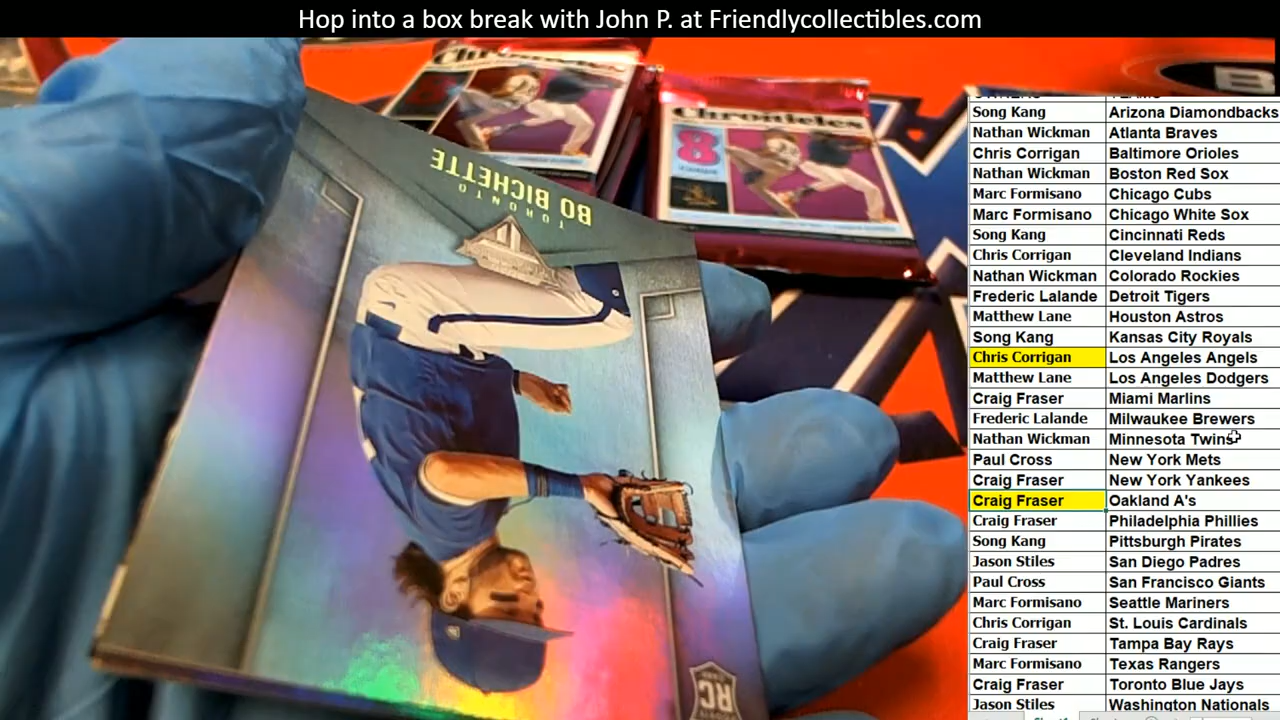 Hop into a box break with John P. at Friendlycollectibles.com
BO BICHETTE
TORONTO
RC
Chronicles
8
B
Song Kang Arizona Diamondbacks
Nathan Wickman Atlanta Braves
Chris Corrigan Baltimore Orioles
Nathan Wickman Boston Red Sox
Marc Formisano Chicago Cubs
Marc Formisano Chicago White Sox
Song Kang Cincinnati Reds
Chris Corrigan Cleveland Indians
Nathan Wickman Colorado Rockies
Frederic Lalande Detroit Tigers
Matthew Lane Houston Astros
Song Kang Kansas City Royals
Chris Corrigan Los Angeles Angels
Matthew Lane Los Angeles Dodgers
Craig Fraser Miami Marlins
Frederic Lalande Milwaukee Brewers
Nathan Wickman Minnesota Twins
Paul Cross New York Mets
Craig Fraser New York Yankees
Craig Fraser Oakland A's
Craig Fraser Philadelphia Phillies
Song Kang Pittsburgh Pirates
Jason Stiles San Diego Padres
Paul Cross San Francisco Giants
Marc Formisano Seattle Mariners
Chris Corrigan St. Louis Cardinals
Craig Fraser Tampa Bay Rays
Marc Formisano Texas Rangers
Craig Fraser Toronto Blue Jays
Jason Stiles Washington Nationals